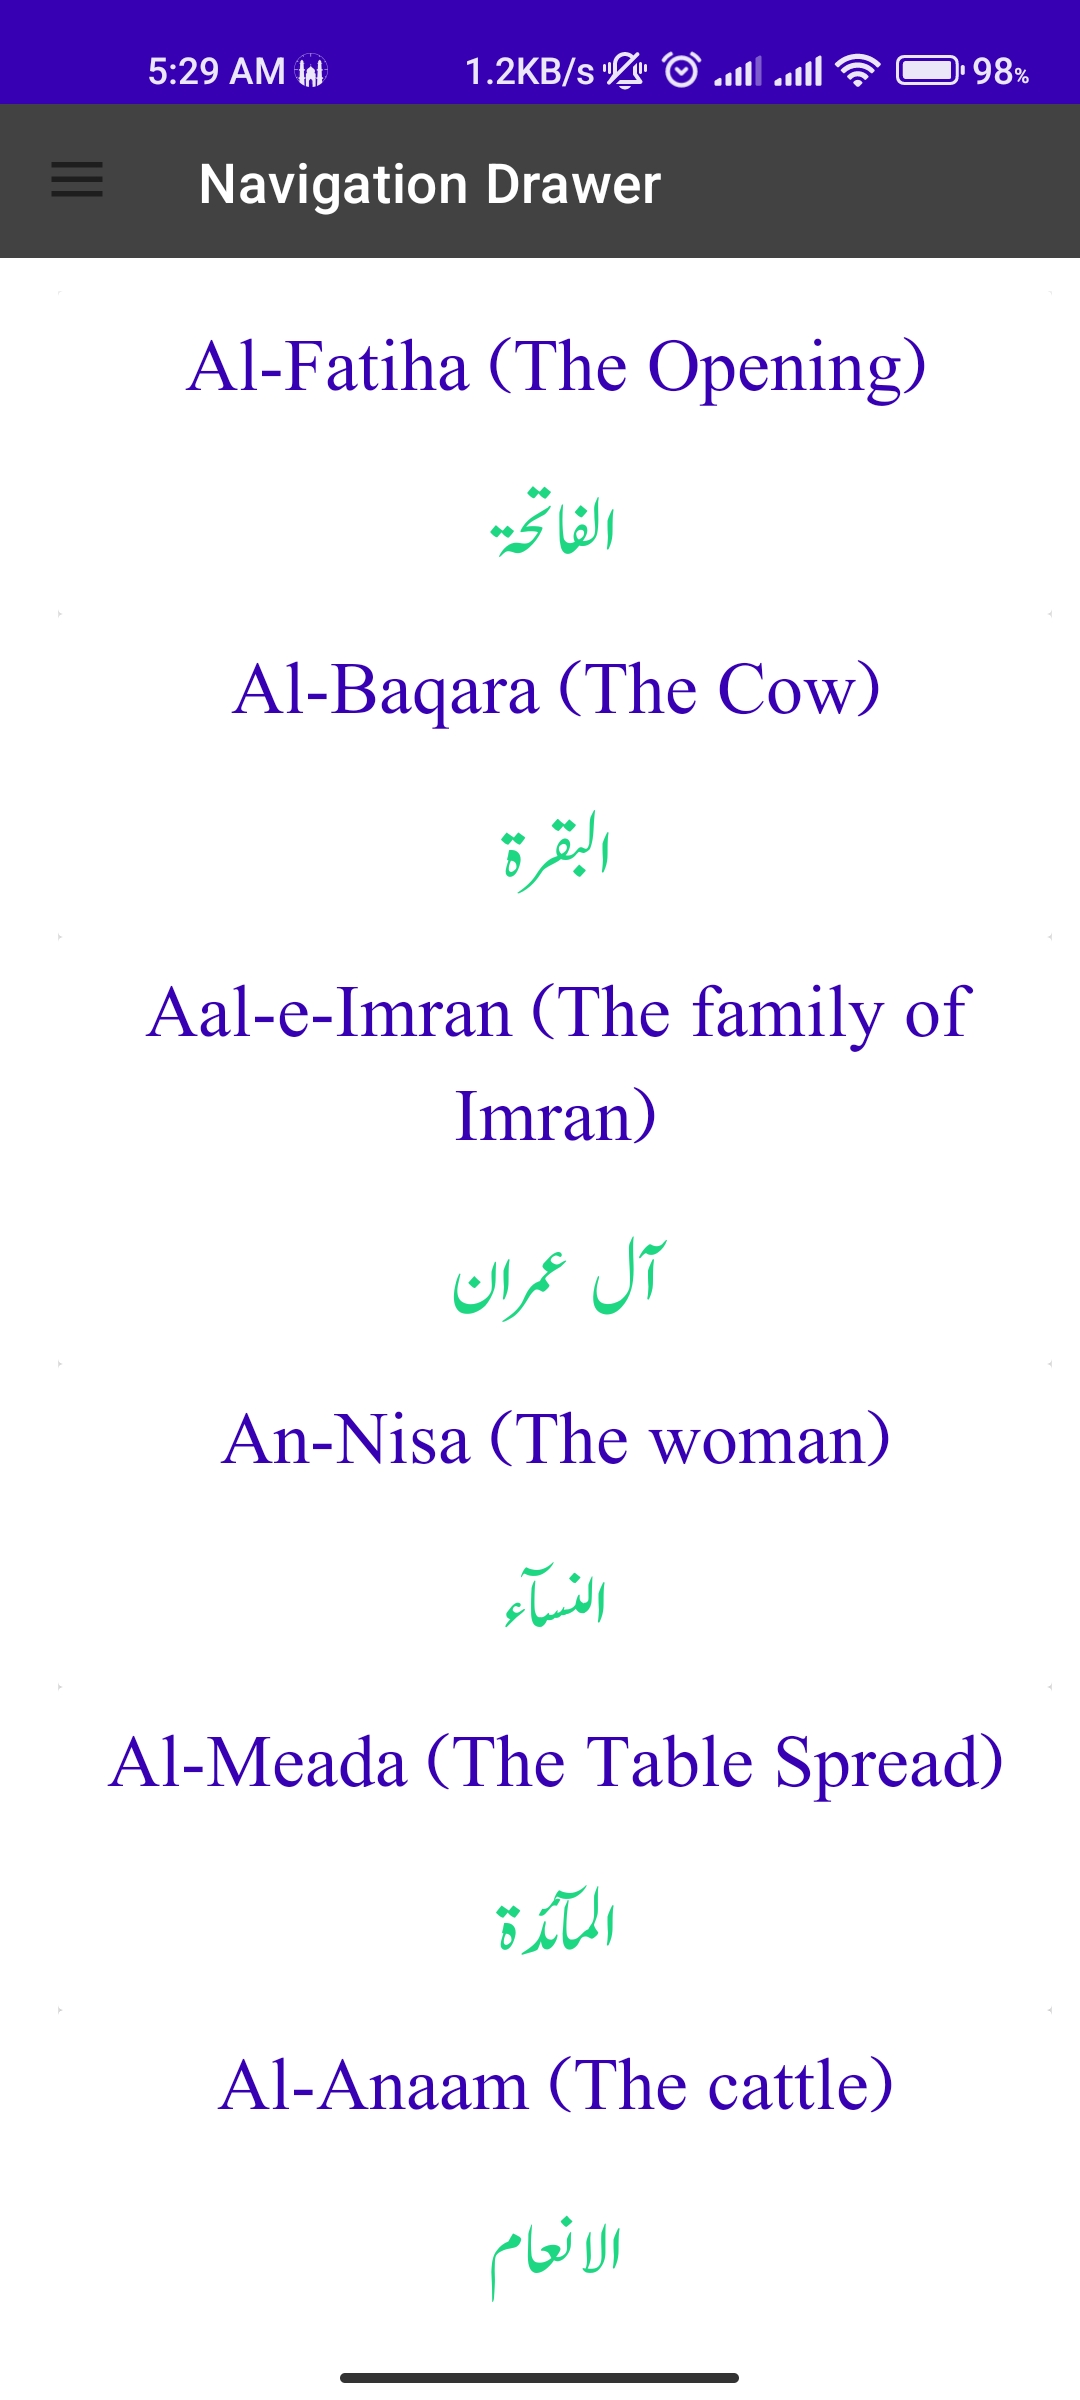 5:29 AM 1.2KB/s 98%
Navigation Drawer
Al-Fatiha (The Opening)
الفاتحة
Al-Baqara (The Cow)
البقرة
Aal-e-Imran (The family of
Imran)
آل عمران
An-Nisa (The woman)
النسآء
Al-Meada (The Table Spread)
المآئدة
Al-Anaam (The cattle)
الانعام